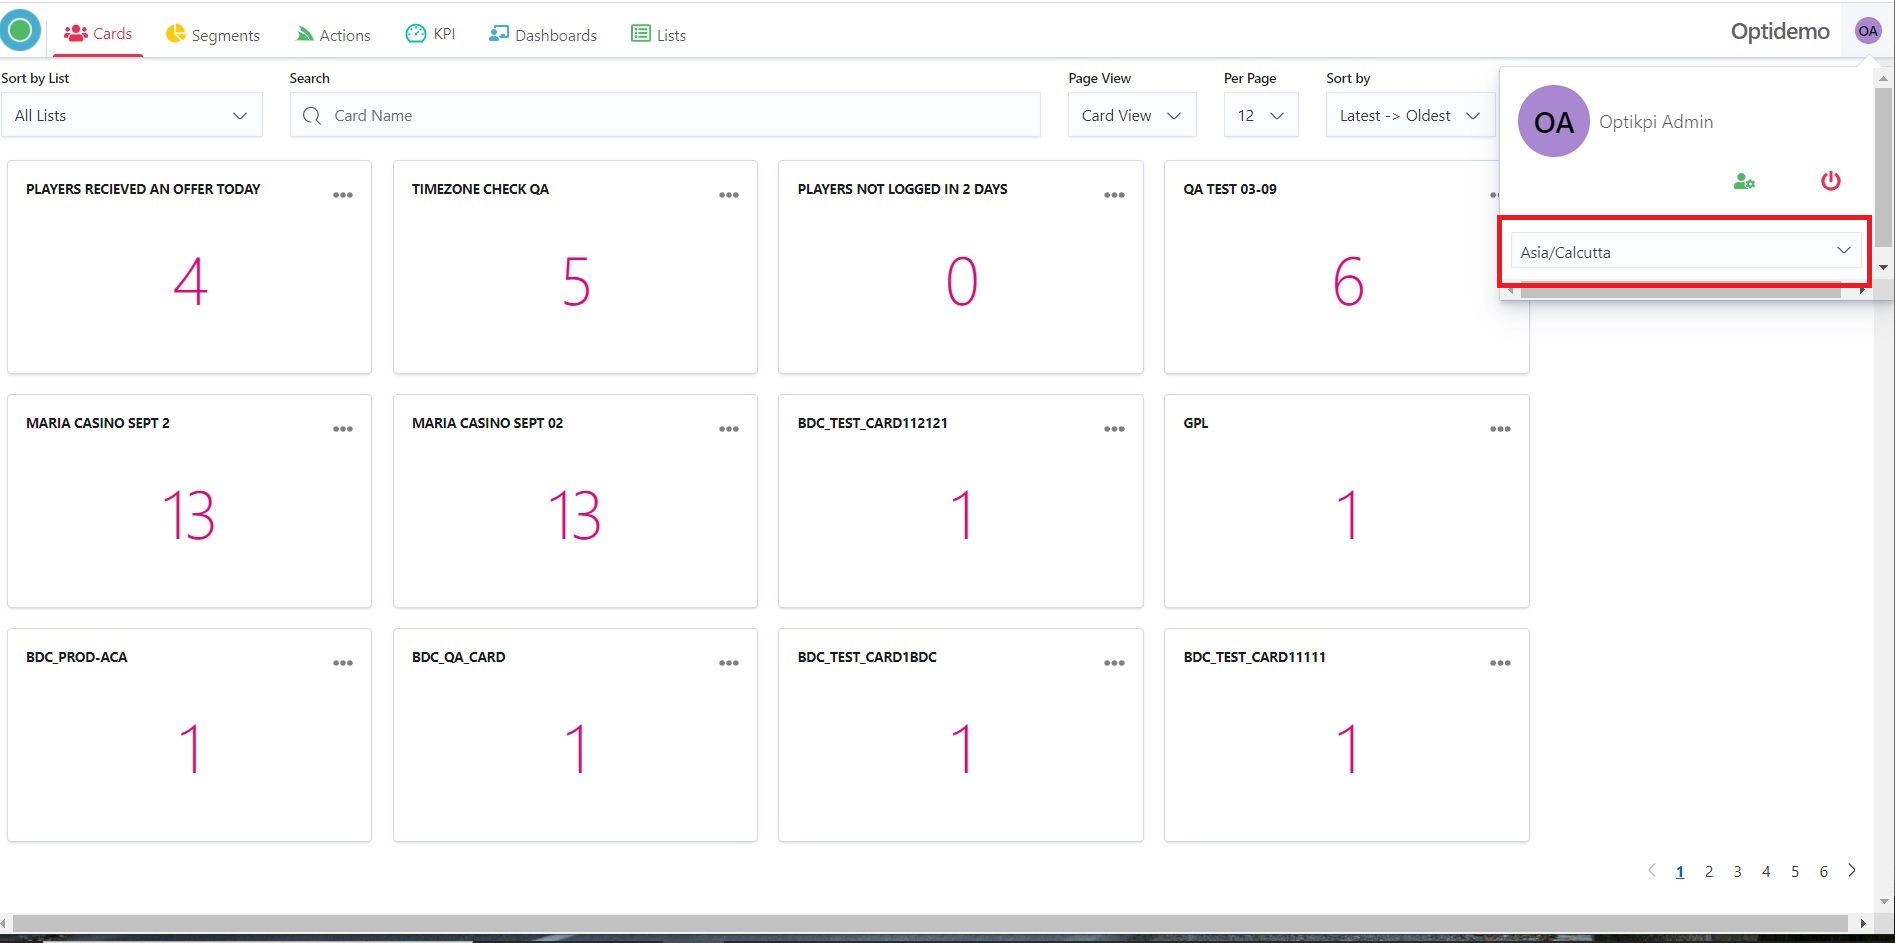 Cards
Segments
Actions
KPI
Dashboards
Lists
Optidemo
OA
Sort by List
Search
Page View
Per Page
Sort by
All Lists
Card Name
Card View
12
Latest -> Oldest
OA
Optikpi Admin
Asia/Calcutta
PLAYERS RECIEVED AN OFFER TODAY
4
TIMEZONE CHECK QA
5
PLAYERS NOT LOGGED IN 2 DAYS
0
QA TEST 03-09
6
MARIA CASINO SEPT 2
13
MARIA CASINO SEPT 02
13
BDC_TEST_CARD112121
1
GPL
1
BDC_PROD-ACA
1
BDC_QA_CARD
1
BDC_TEST_CARD1BDC
1
BDC_TEST_CARD11111
1
1 2 3 4 5 6